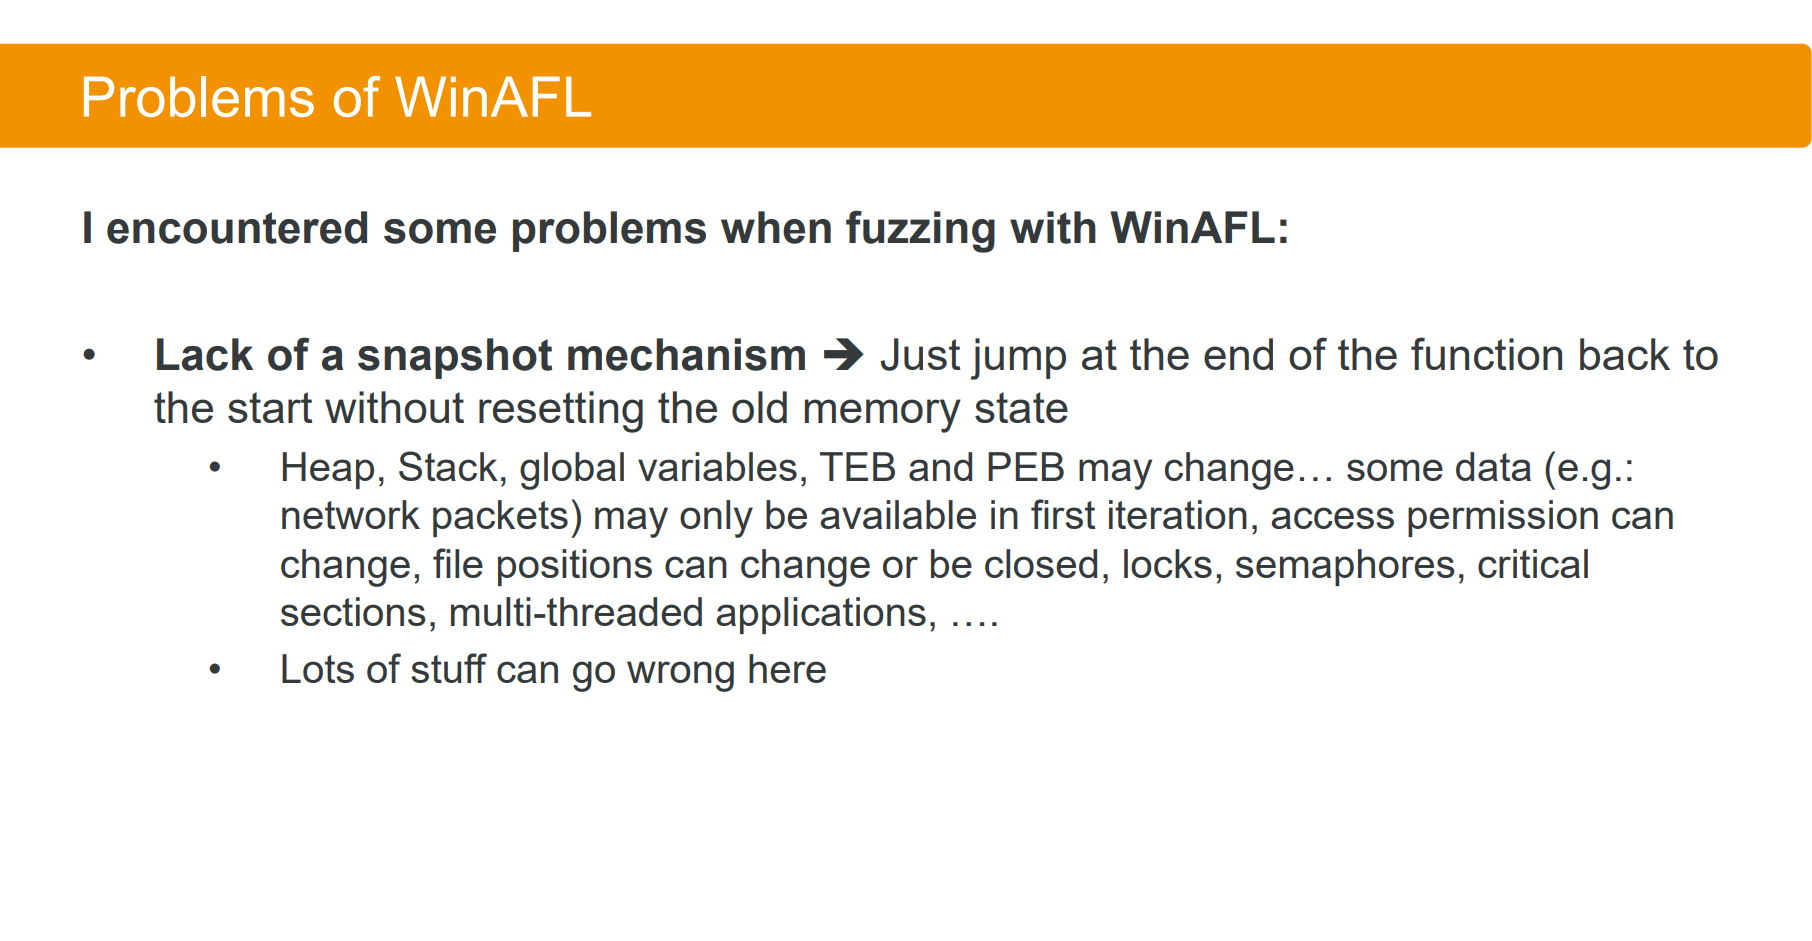 Problems of WinAFL
I encountered some problems when fuzzing with WinAFL:
• Lack of a snapshot mechanism ➔ Just jump at the end of the function back to
the start without resetting the old memory state
• Heap, Stack, global variables, TEB and PEB may change… some data (e.g.:
network packets) may only be available in first iteration, access permission can
change, file positions can change or be closed, locks, semaphores, critical
sections, multi-threaded applications, ….
• Lots of stuff can go wrong here